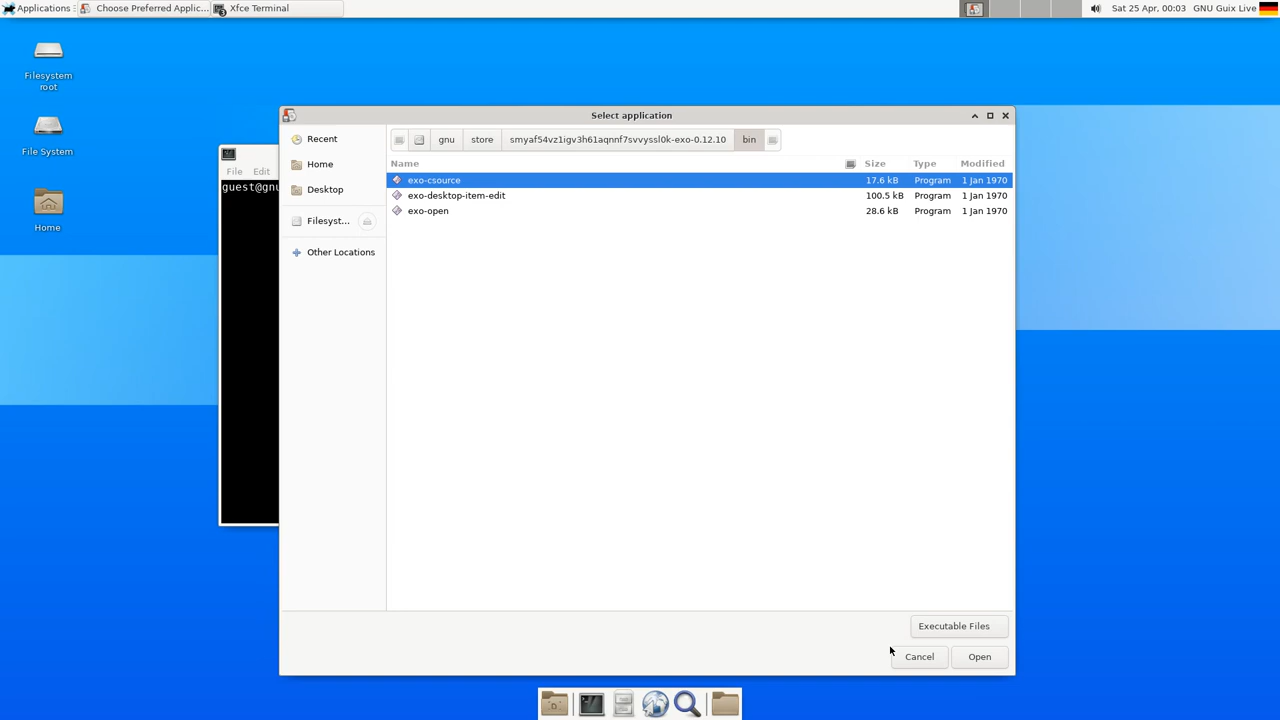 Applications
Choose Preferred Applic...
Xfce Terminal
Sat 25 Apr, 00:03
GNU Guix Live
Filesystem
root
File System
Home
File
Edit
guest@gnu
Select application
Recent
Home
Desktop
Filesyst...
Other Locations
gnu
store
smyaf54vz1igv3h61aqnnf7svvyssl0k-exo-0.12.10
bin
Name
Size
Type
Modified
exo-csource 17.6 kB Program 1 Jan 1970
exo-desktop-item-edit 100.5 kB Program 1 Jan 1970
exo-open 28.6 kB Program 1 Jan 1970
Executable Files
Cancel
Open